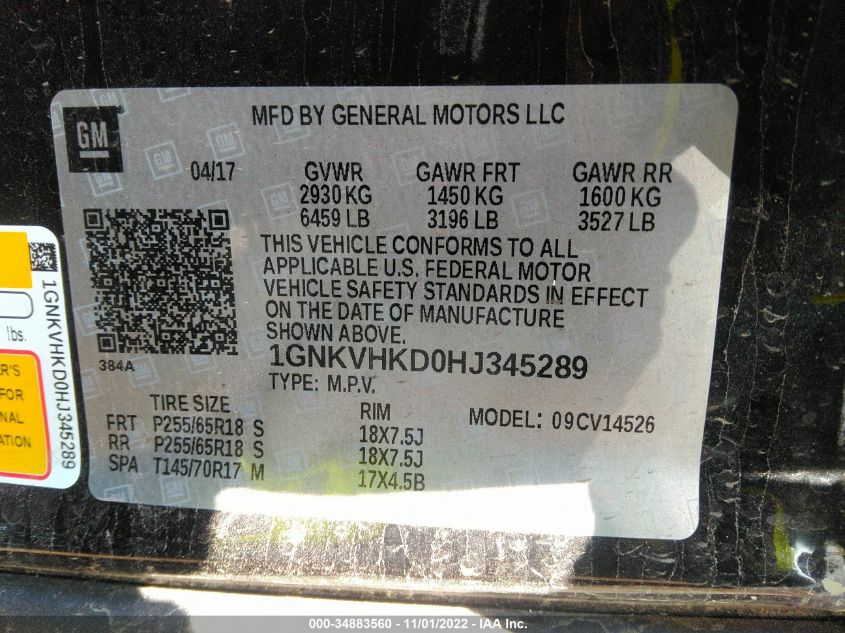 GM
MFD BY GENERAL MOTORS LLC
04/17 GVWR GAWR FRT GAWR RR
2930 KG 1450 KG 1600 KG
6459 LB 3196 LB 3527 LB
THIS VEHICLE CONFORMS TO ALL
APPLICABLE U.S. FEDERAL MOTOR
VEHICLE SAFETY STANDARDS IN EFFECT
ON THE DATE OF MANUFACTURE
SHOWN ABOVE.
384A
1GNKVHKD0HJ345289
TYPE: M.P.V.
TIRE SIZE RIM MODEL: 09CV14526
FRT P255/65R18 S 18X7.5J
RR P255/65R18 S 18X7.5J
SPA T145/70R17 M 17X4.5B
1GNKVHKD0HJ345289
lbs.
ER'S
FOR
NAL
ATION
000-34883560 - 11/01/2022 - IAA Inc.